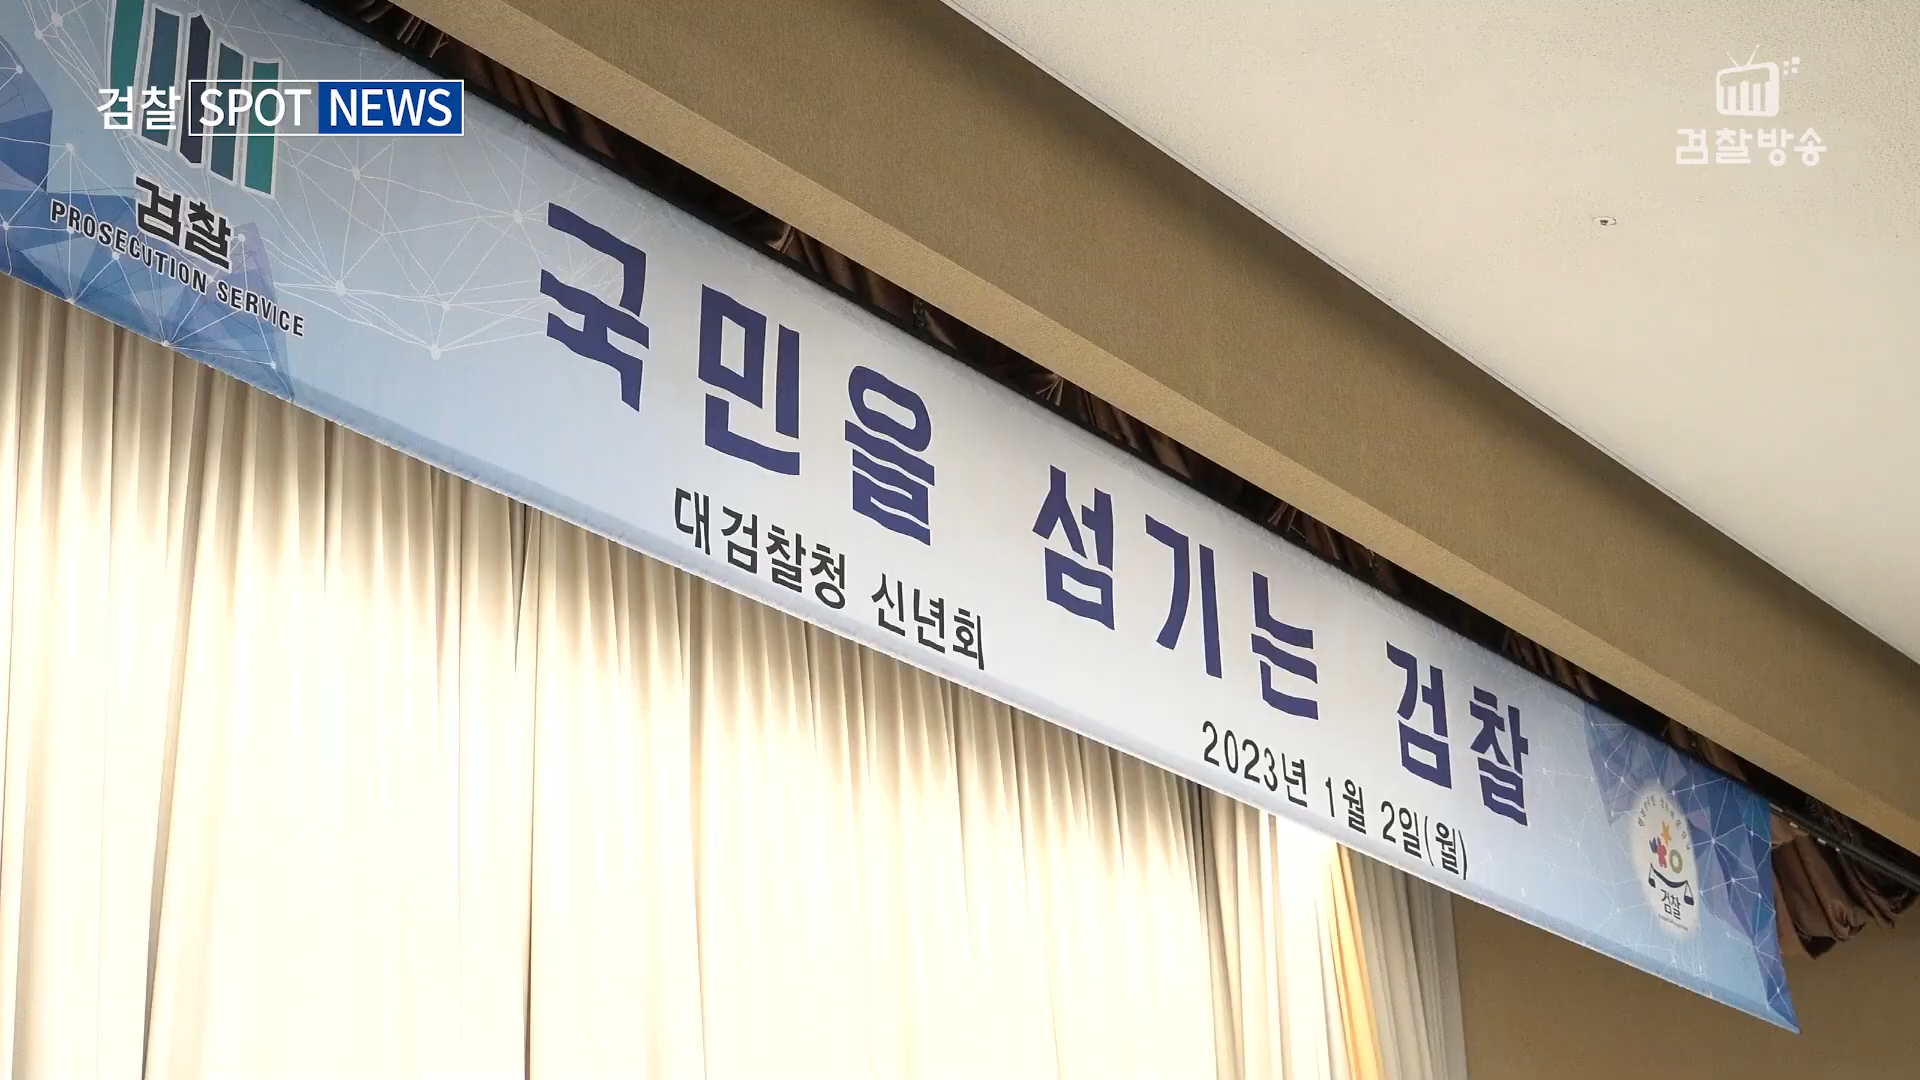 검찰 SPOT NEWS
검찰방송
검찰
PROSECUTION SERVICE
국민을 섬기는 검찰
대검찰청 신년회
2023년 1월 2일(월)
검찰